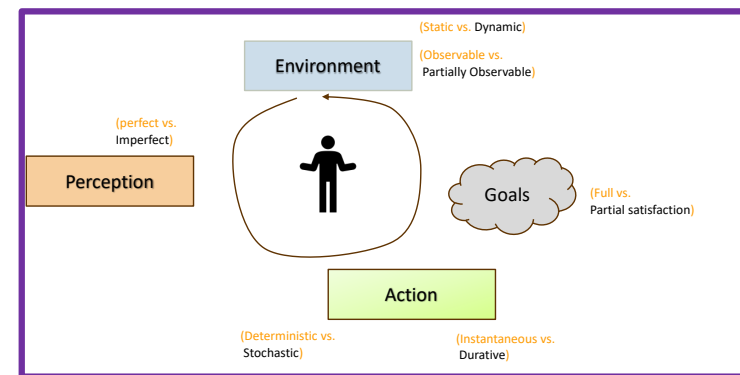 (Static vs. Dynamic)
Environment
(Observable vs.
Partially Observable)
(perfect vs.
Imperfect)
Perception
Goals
(Full vs.
Partial satisfaction)
Action
(Deterministic vs.
Stochastic)
(Instantaneous vs.
Durative)